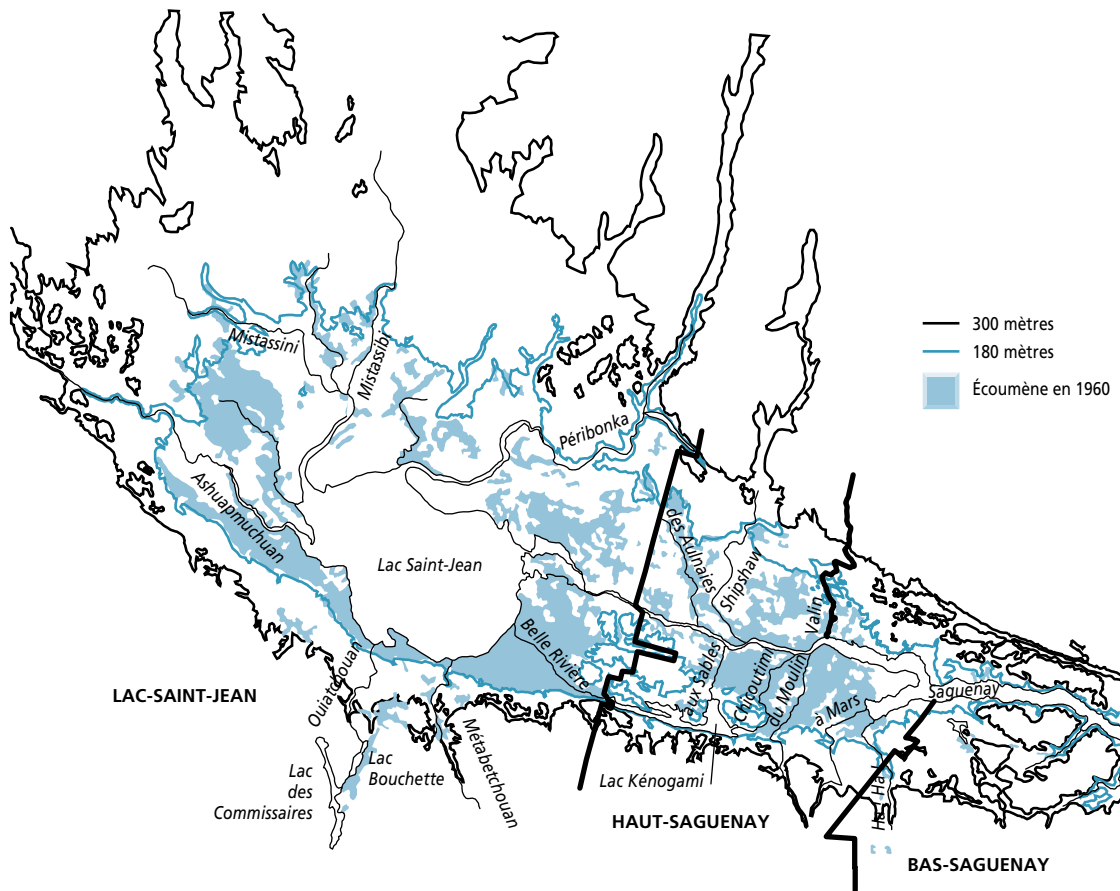 300 mètres
180 mètres
Écoumène en 1960
Mistassini
Mistassibi
Péribonka
Ashuapmuchuan
des Aulnaies
Shipshaw
Lac Saint-Jean
Valin
Belle Rivière
aux Sables
Chicoutimi
du Moulin
Saguenay
à Mars
LAC-SAINT-JEAN
Ouiatchouan
Lac
Bouchette
Métabetchouan
Lac
des
Commissaires
Lac Kénogami
Ha! Ha!
HAUT-SAGUENAY
BAS-SAGUENAY